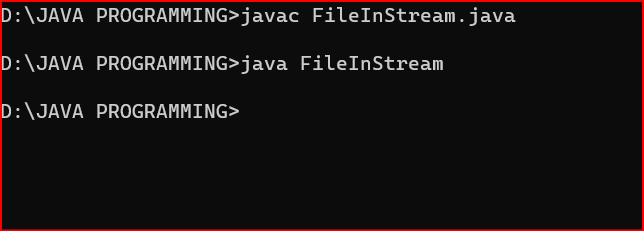 D:\JAVA PROGRAMMING>javac FileInStream.java
D:\JAVA PROGRAMMING>java FileInStream
D:\JAVA PROGRAMMING>